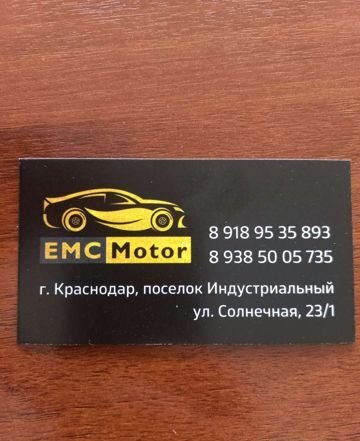 EMC Motor
8 918 95 35 893
8 938 50 05 735
г. Краснодар, поселок Индустриальный
ул. Солнечная, 23/1